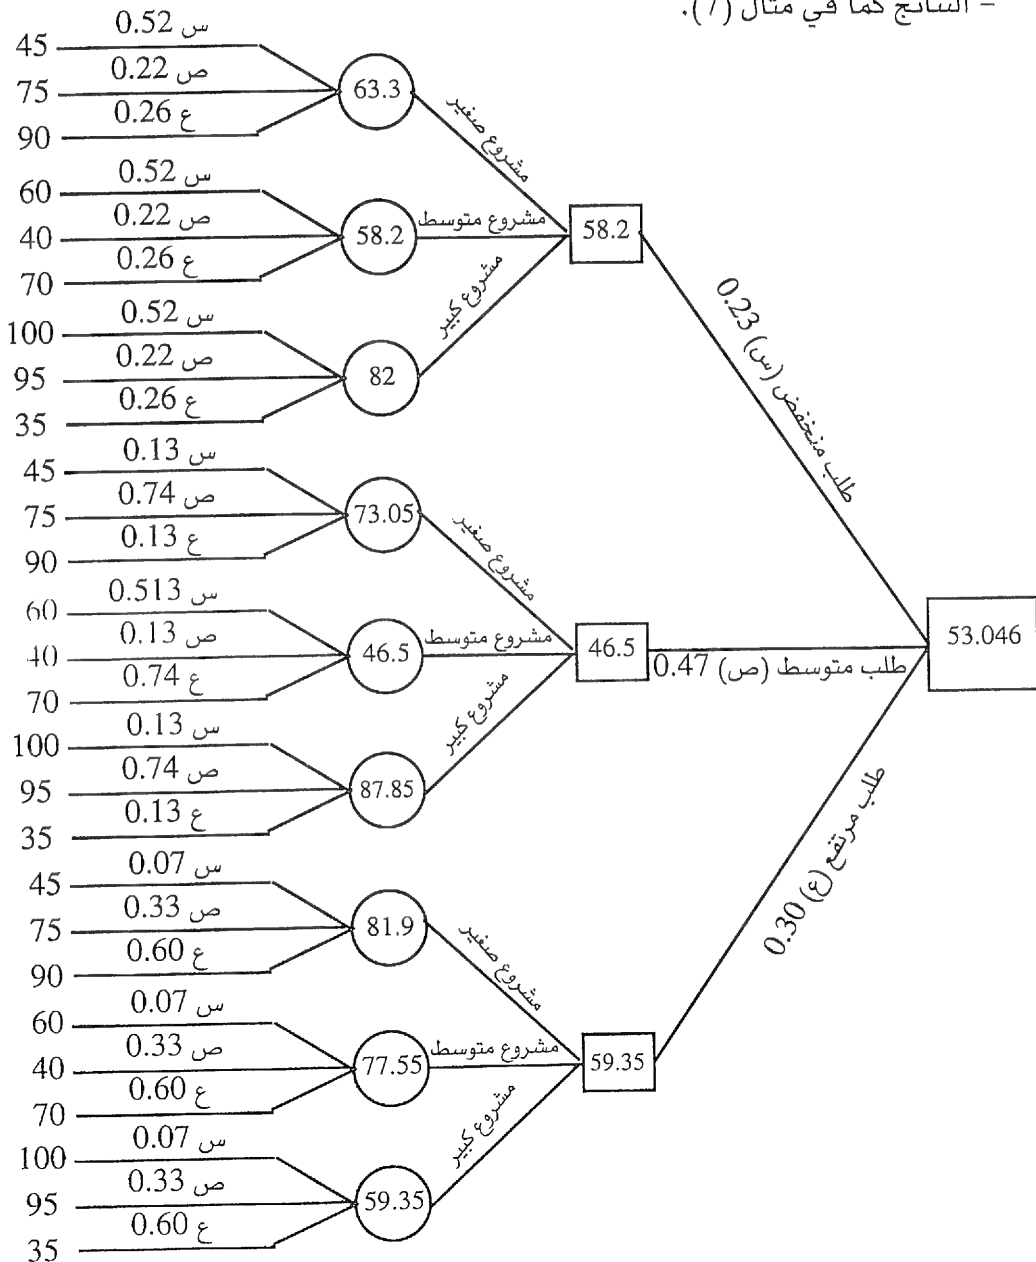 – النتائج كما في مثال (7).
45 س 0.52
75 ص 0.22
90 ع 0.26
63.3
مشروع صغير
60 س 0.52
40 ص 0.22
70 ع 0.26
58.2
مشروع متوسط
58.2
100 س 0.52
95 ص 0.22
35 ع 0.26
82
مشروع كبير
طلب منخفض (س) 0.23
45 س 0.13
75 ص 0.74
90 ع 0.13
73.05
مشروع صغير
60 س 0.513
40 ص 0.13
70 ع 0.74
46.5
مشروع متوسط
46.5
طلب متوسط (ص) 0.47
53.046
100 س 0.13
95 ص 0.74
35 ع 0.13
87.85
مشروع كبير
طلب مرتفع (ع) 0.30
45 س 0.07
75 ص 0.33
90 ع 0.60
81.9
مشروع صغير
60 س 0.07
40 ص 0.33
70 ع 0.60
77.55
مشروع متوسط
59.35
100 س 0.07
95 ص 0.33
35 ع 0.60
59.35
مشروع كبير